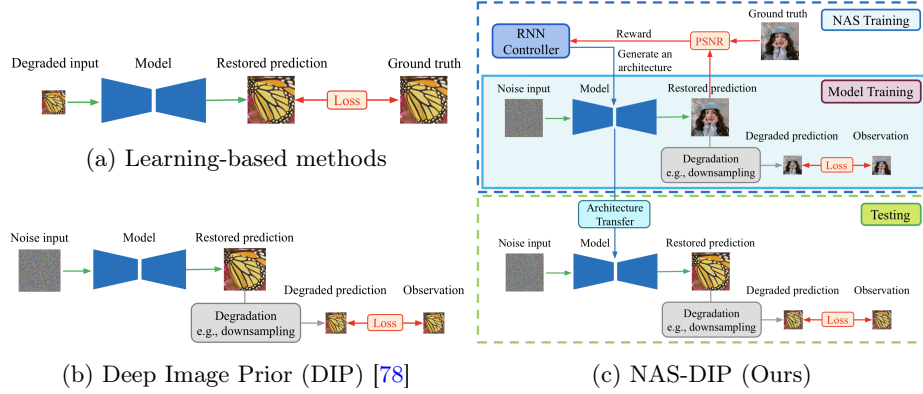 Degraded input
Model
Restored prediction
Ground truth
Loss
(a) Learning-based methods
Noise input
Model
Restored prediction
Degradation
e.g., downsampling
Degraded prediction
Observation
Loss
(b) Deep Image Prior (DIP) [78]
NAS Training
Ground truth
RNN
Controller
Reward
PSNR
Generate an
architecture
Model Training
Noise input
Model
Restored prediction
Degradation
e.g., downsampling
Degraded prediction
Observation
Loss
Architecture
Transfer
Testing
Noise input
Model
Restored prediction
Degradation
e.g., downsampling
Degraded prediction
Observation
Loss
(c) NAS-DIP (Ours)